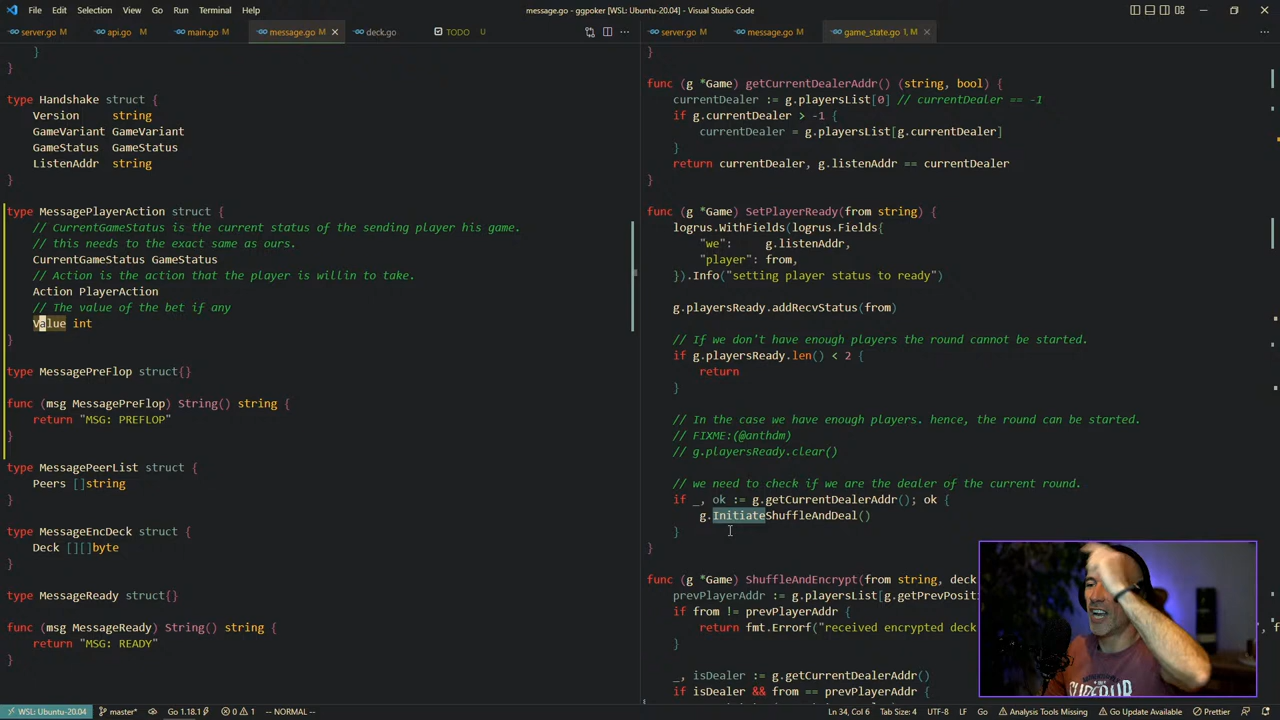 File Edit Selection View Go Run Terminal Help
message.go - ggpoker [WSL: Ubuntu-20.04] - Visual Studio Code
server.go M api.go M main.go M message.go M deck.go TODO U
server.go M message.go M game_state.go 1, M
}
}
type Handshake struct {
Version string
GameVariant GameVariant
GameStatus GameStatus
ListenAddr string
}
type MessagePlayerAction struct {
// CurrentGameStatus is the current status of the sending player his game.
// this needs to the exact same as ours.
CurrentGameStatus GameStatus
// Action is the action that the player is willin to take.
Action PlayerAction
// The value of the bet if any
Value int
}
type MessagePreFlop struct{}
func (msg MessagePreFlop) String() string {
return "MSG: PREFLOP"
}
type MessagePeerList struct {
Peers []string
}
type MessageEncDeck struct {
Deck [][]byte
}
type MessageReady struct{}
func (msg MessageReady) String() string {
return "MSG: READY"
}
}
func (g *Game) getCurrentDealerAddr() (string, bool) {
currentDealer := g.playersList[0] // currentDealer == -1
if g.currentDealer > -1 {
currentDealer = g.playersList[g.currentDealer]
}
return currentDealer, g.listenAddr == currentDealer
}
func (g *Game) SetPlayerReady(from string) {
logrus.WithFields(logrus.Fields{
"we": g.listenAddr,
"player": from,
}).Info("setting player status to ready")
g.playersReady.addRecvStatus(from)
// If we don't have enough players the round cannot be started.
if g.playersReady.len() < 2 {
return
}
// In the case we have enough players. hence, the round can be started.
// FIXME:(@anthdm)
// g.playersReady.clear()
// we need to check if we are the dealer of the current round.
if _, ok := g.getCurrentDealerAddr(); ok {
g.InitiateShuffleAndDeal()
}
}
func (g *Game) ShuffleAndEncrypt(from string, deck
prevPlayerAddr := g.playersList[g.getPrevPositi
if from != prevPlayerAddr {
return fmt.Errorf("received encrypted deck f
}
_, isDealer := g.getCurrentDealerAddr()
if isDealer && from == prevPlayerAddr {
WSL: Ubuntu-20.04 master* Go 1.18.1 0 1 -- NORMAL -- Ln 34, Col 6 Tab Size: 4 UTF-8 LF Go Analysis Tools Missing Go Update Available Prettier